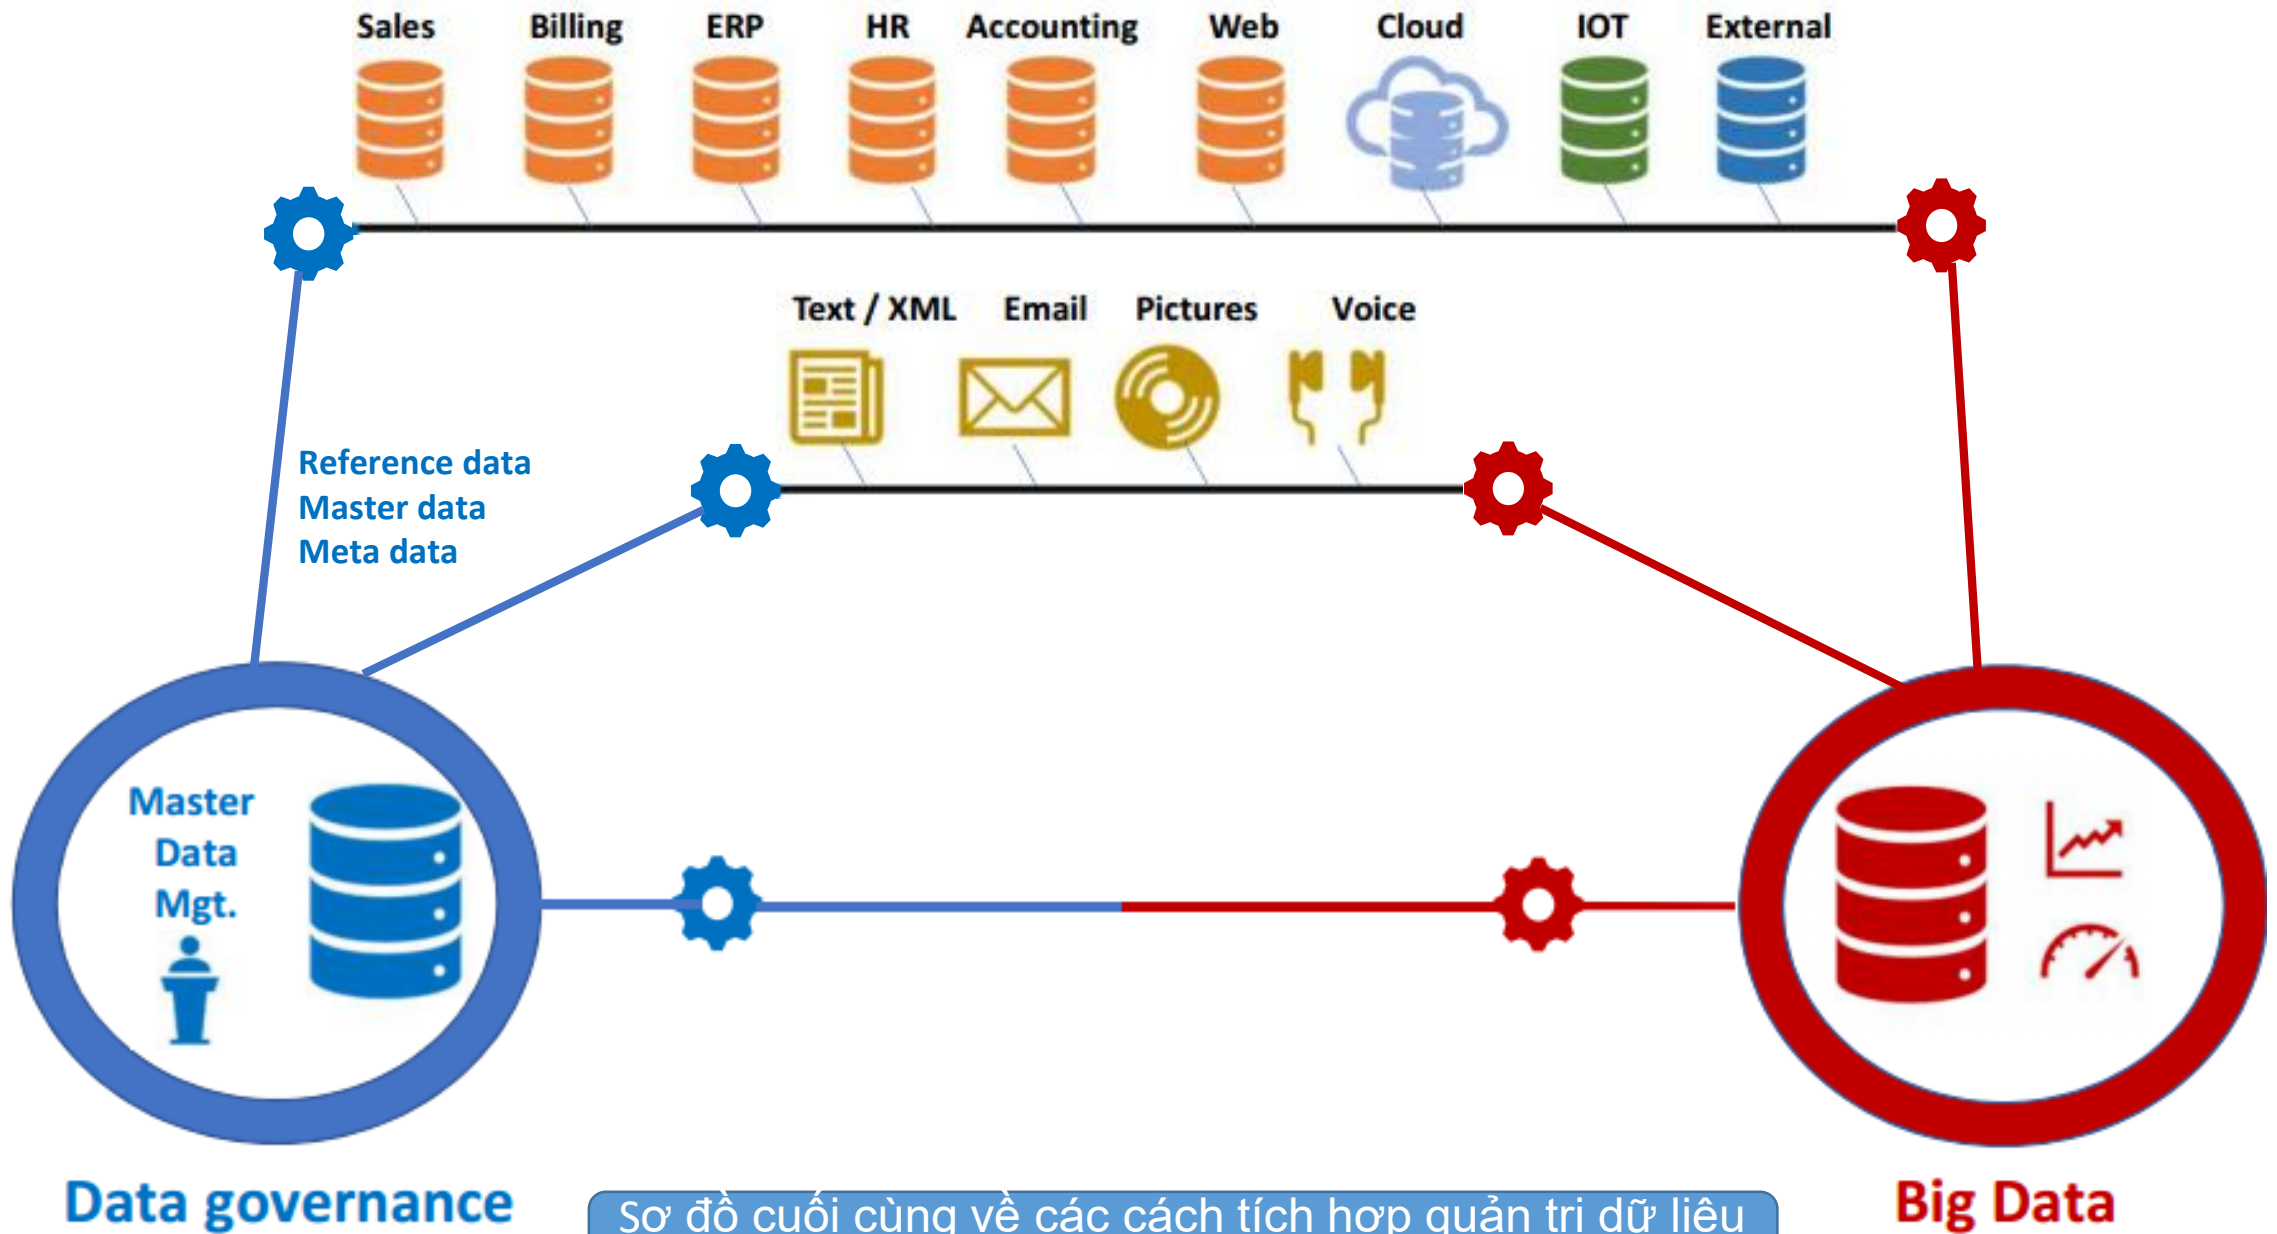 Sales Billing ERP HR Accounting Web Cloud IOT External
Text / XML Email Pictures Voice
Reference data
Master data
Meta data
Master
Data
Mgt.
Data governance
Big Data
Sơ đồ cuối cùng về các cách tích hợp quản trị dữ liệu